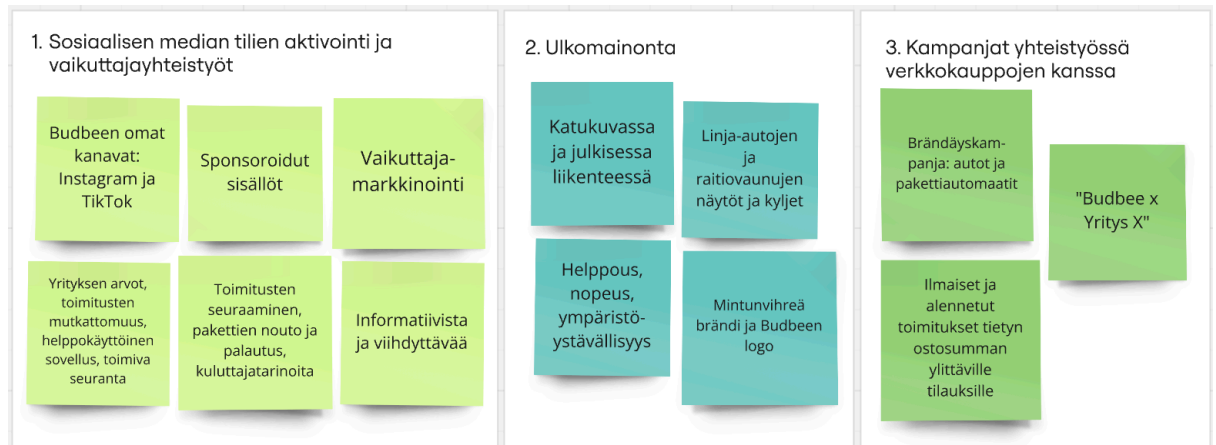 1. Sosiaalisen median tilien aktivointi ja
vaikuttajayhteistyöt
Budbeen omat
kanavat:
Instagram ja
TikTok
Sponsoroidut
sisällöt
Vaikuttaja-
markkinointi
Yrityksen arvot,
toimitusten
mutkattomuus,
helppokäyttöinen
sovellus, toimiva
seuranta
Toimitusten
seuraaminen,
pakettien nouto ja
palautus,
kuluttajatarinoita
Informatiivista
ja viihdyttävää
2. Ulkomainonta
Katukuvassa
ja julkisessa
liikenteessä
Linja-autojen
ja
raitiovaunujen
näytöt ja kyljet
Helppous,
nopeus,
ympäristö-
ystävällisyys
Mintunvihreä
brändi ja Budbeen
logo
3. Kampanjat yhteistyössä
verkkokauppojen kanssa
Brändäyskam-
panja: autot ja
pakettiautomaatit
"Budbee x
Yritys X"
Ilmaiset ja
alennetut
toimitukset tietyn
ostosumman
ylittäville
tilauksille